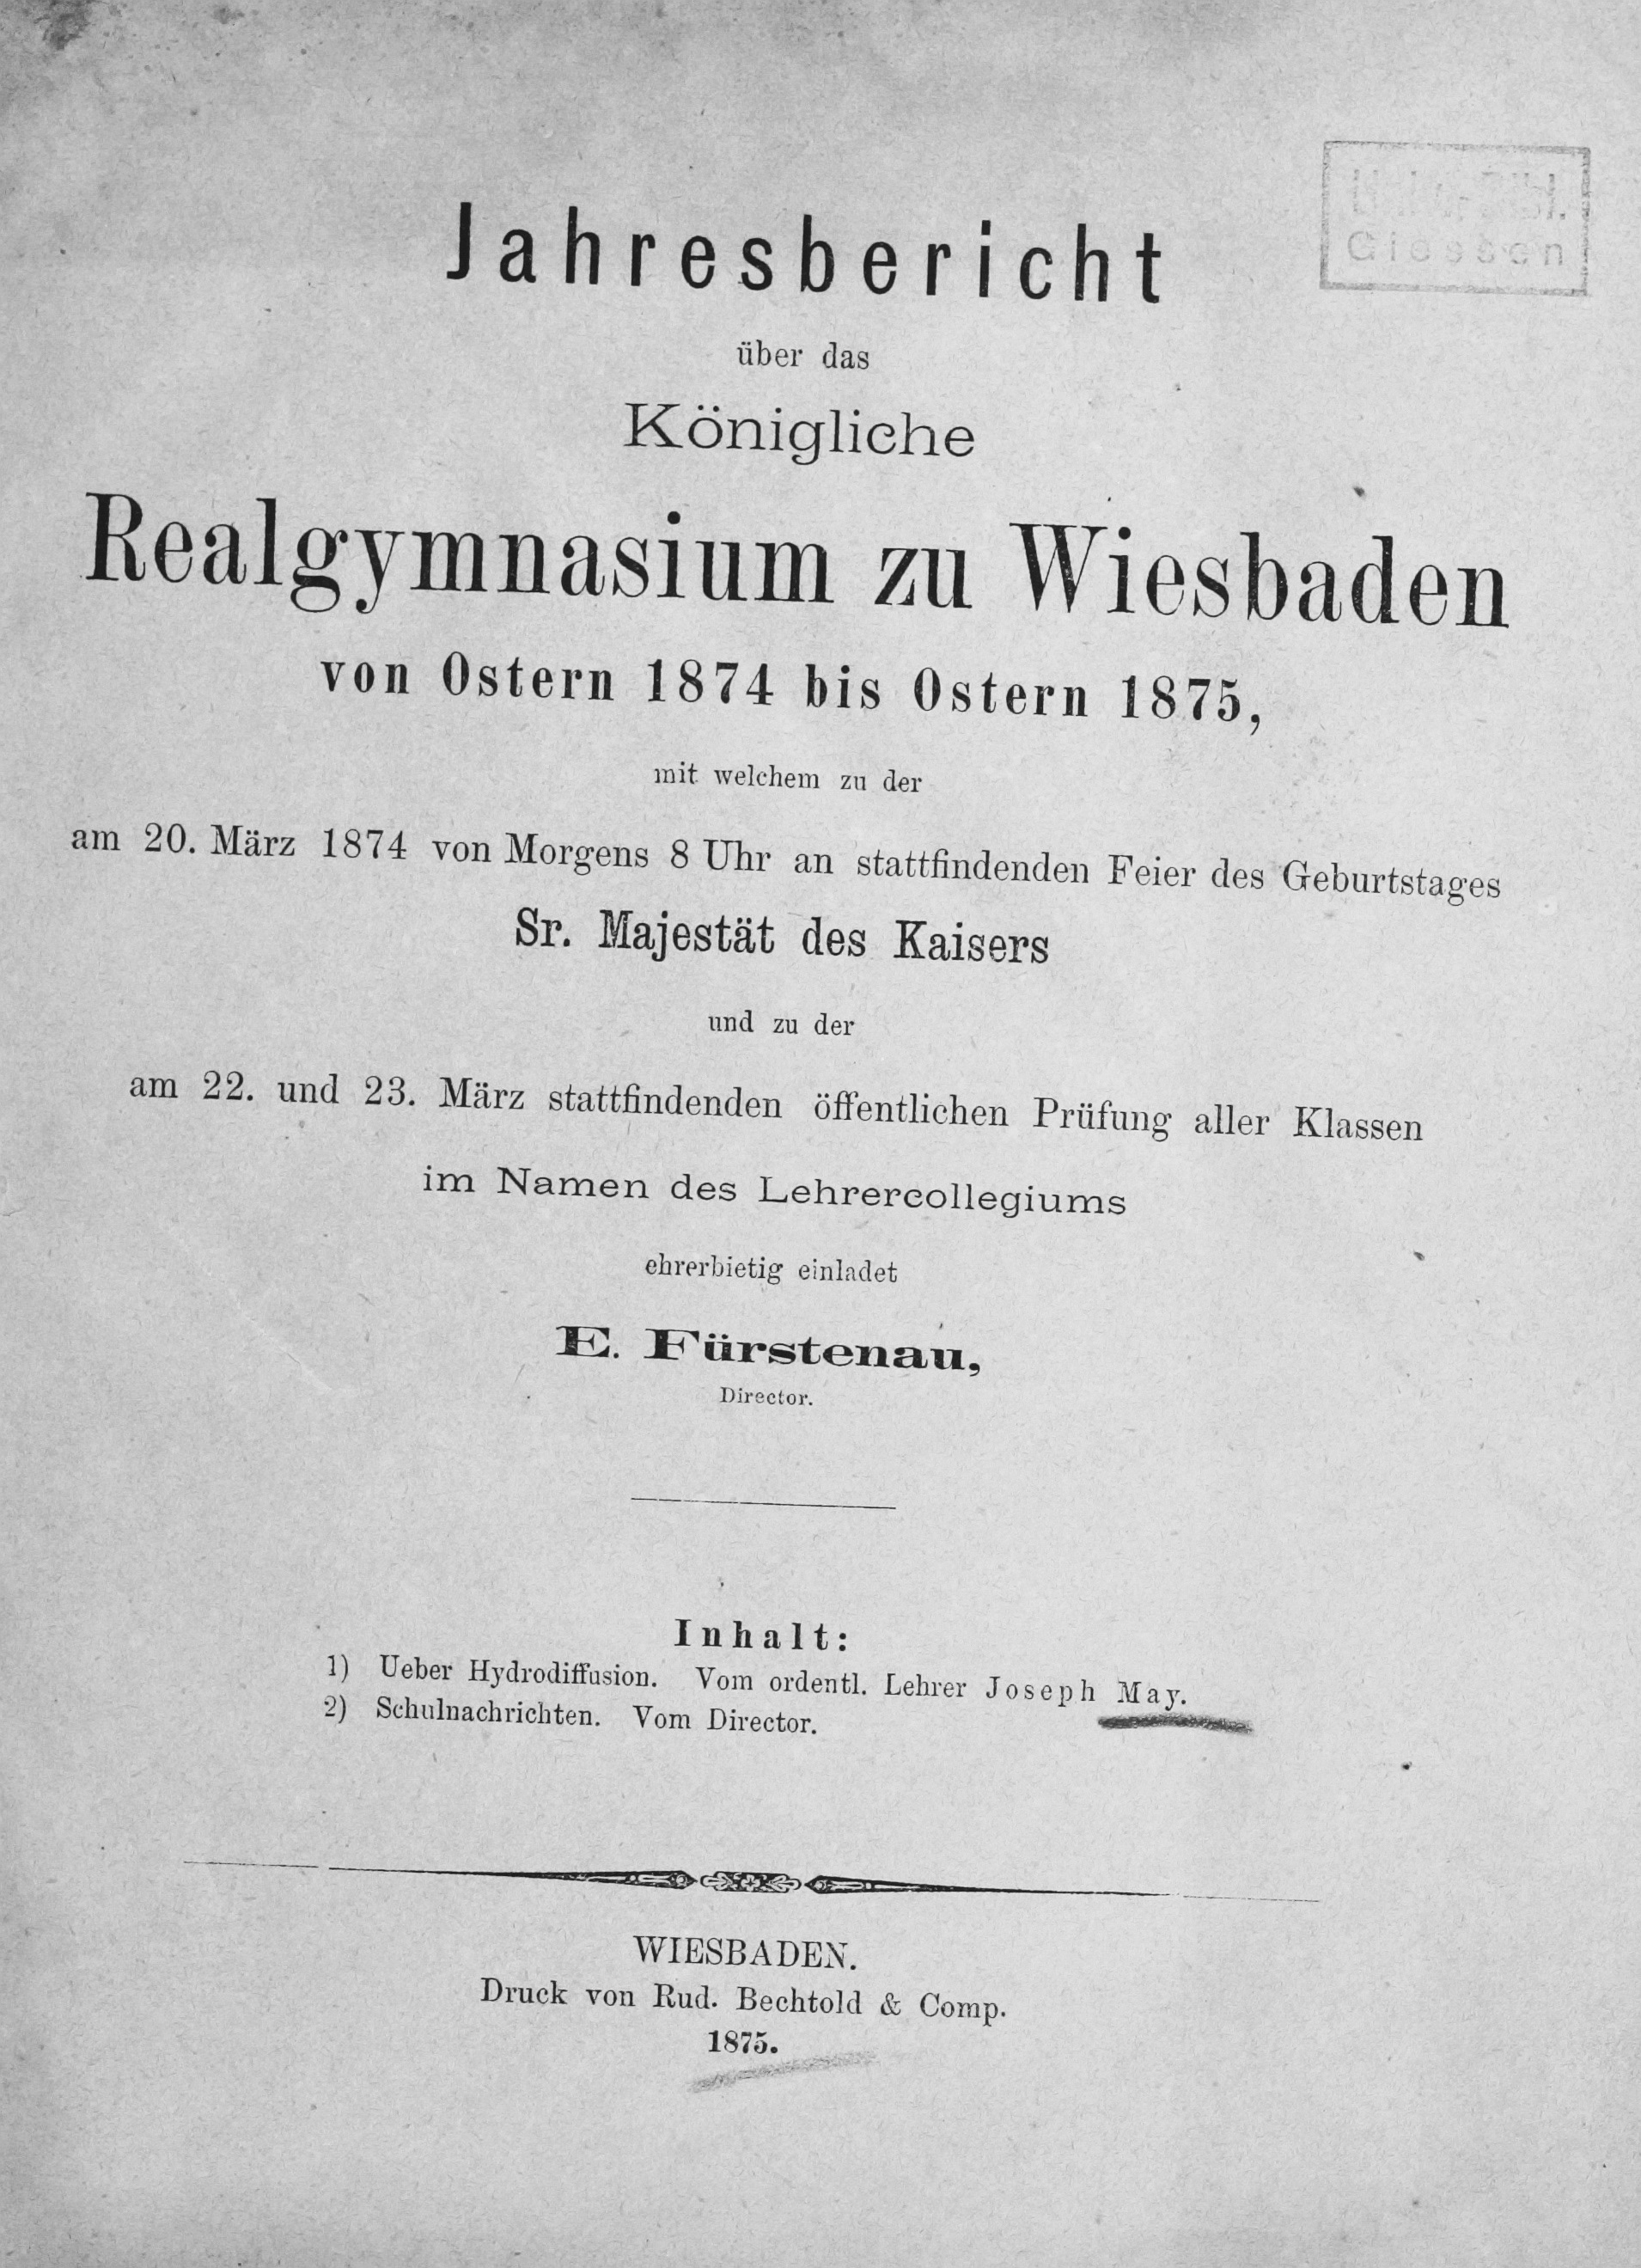 Univ.-Bibl.
Giessen
Jahresbericht
über das
Königliche
Realgymnasium zu Wiesbaden
von Ostern 1874 bis Ostern 1875,
mit welchem zu der
am 20. März 1874 von Morgens 8 Uhr an stattfindenden Feier des Geburtstages
Sr. Majestät des Kaisers
und zu der
am 22. und 23. März stattfindenden öffentlichen Prüfung aller Klassen
im Namen des Lehrercollegiums
ehrerbietig einladet
E. Fürstenau,
Director.
Inhalt:
1) Ueber Hydrodiffusion. Vom ordentl. Lehrer Joseph May.
2) Schulnachrichten. Vom Director.
WIESBADEN.
Druck von Rud. Bechtold & Comp.
1875.